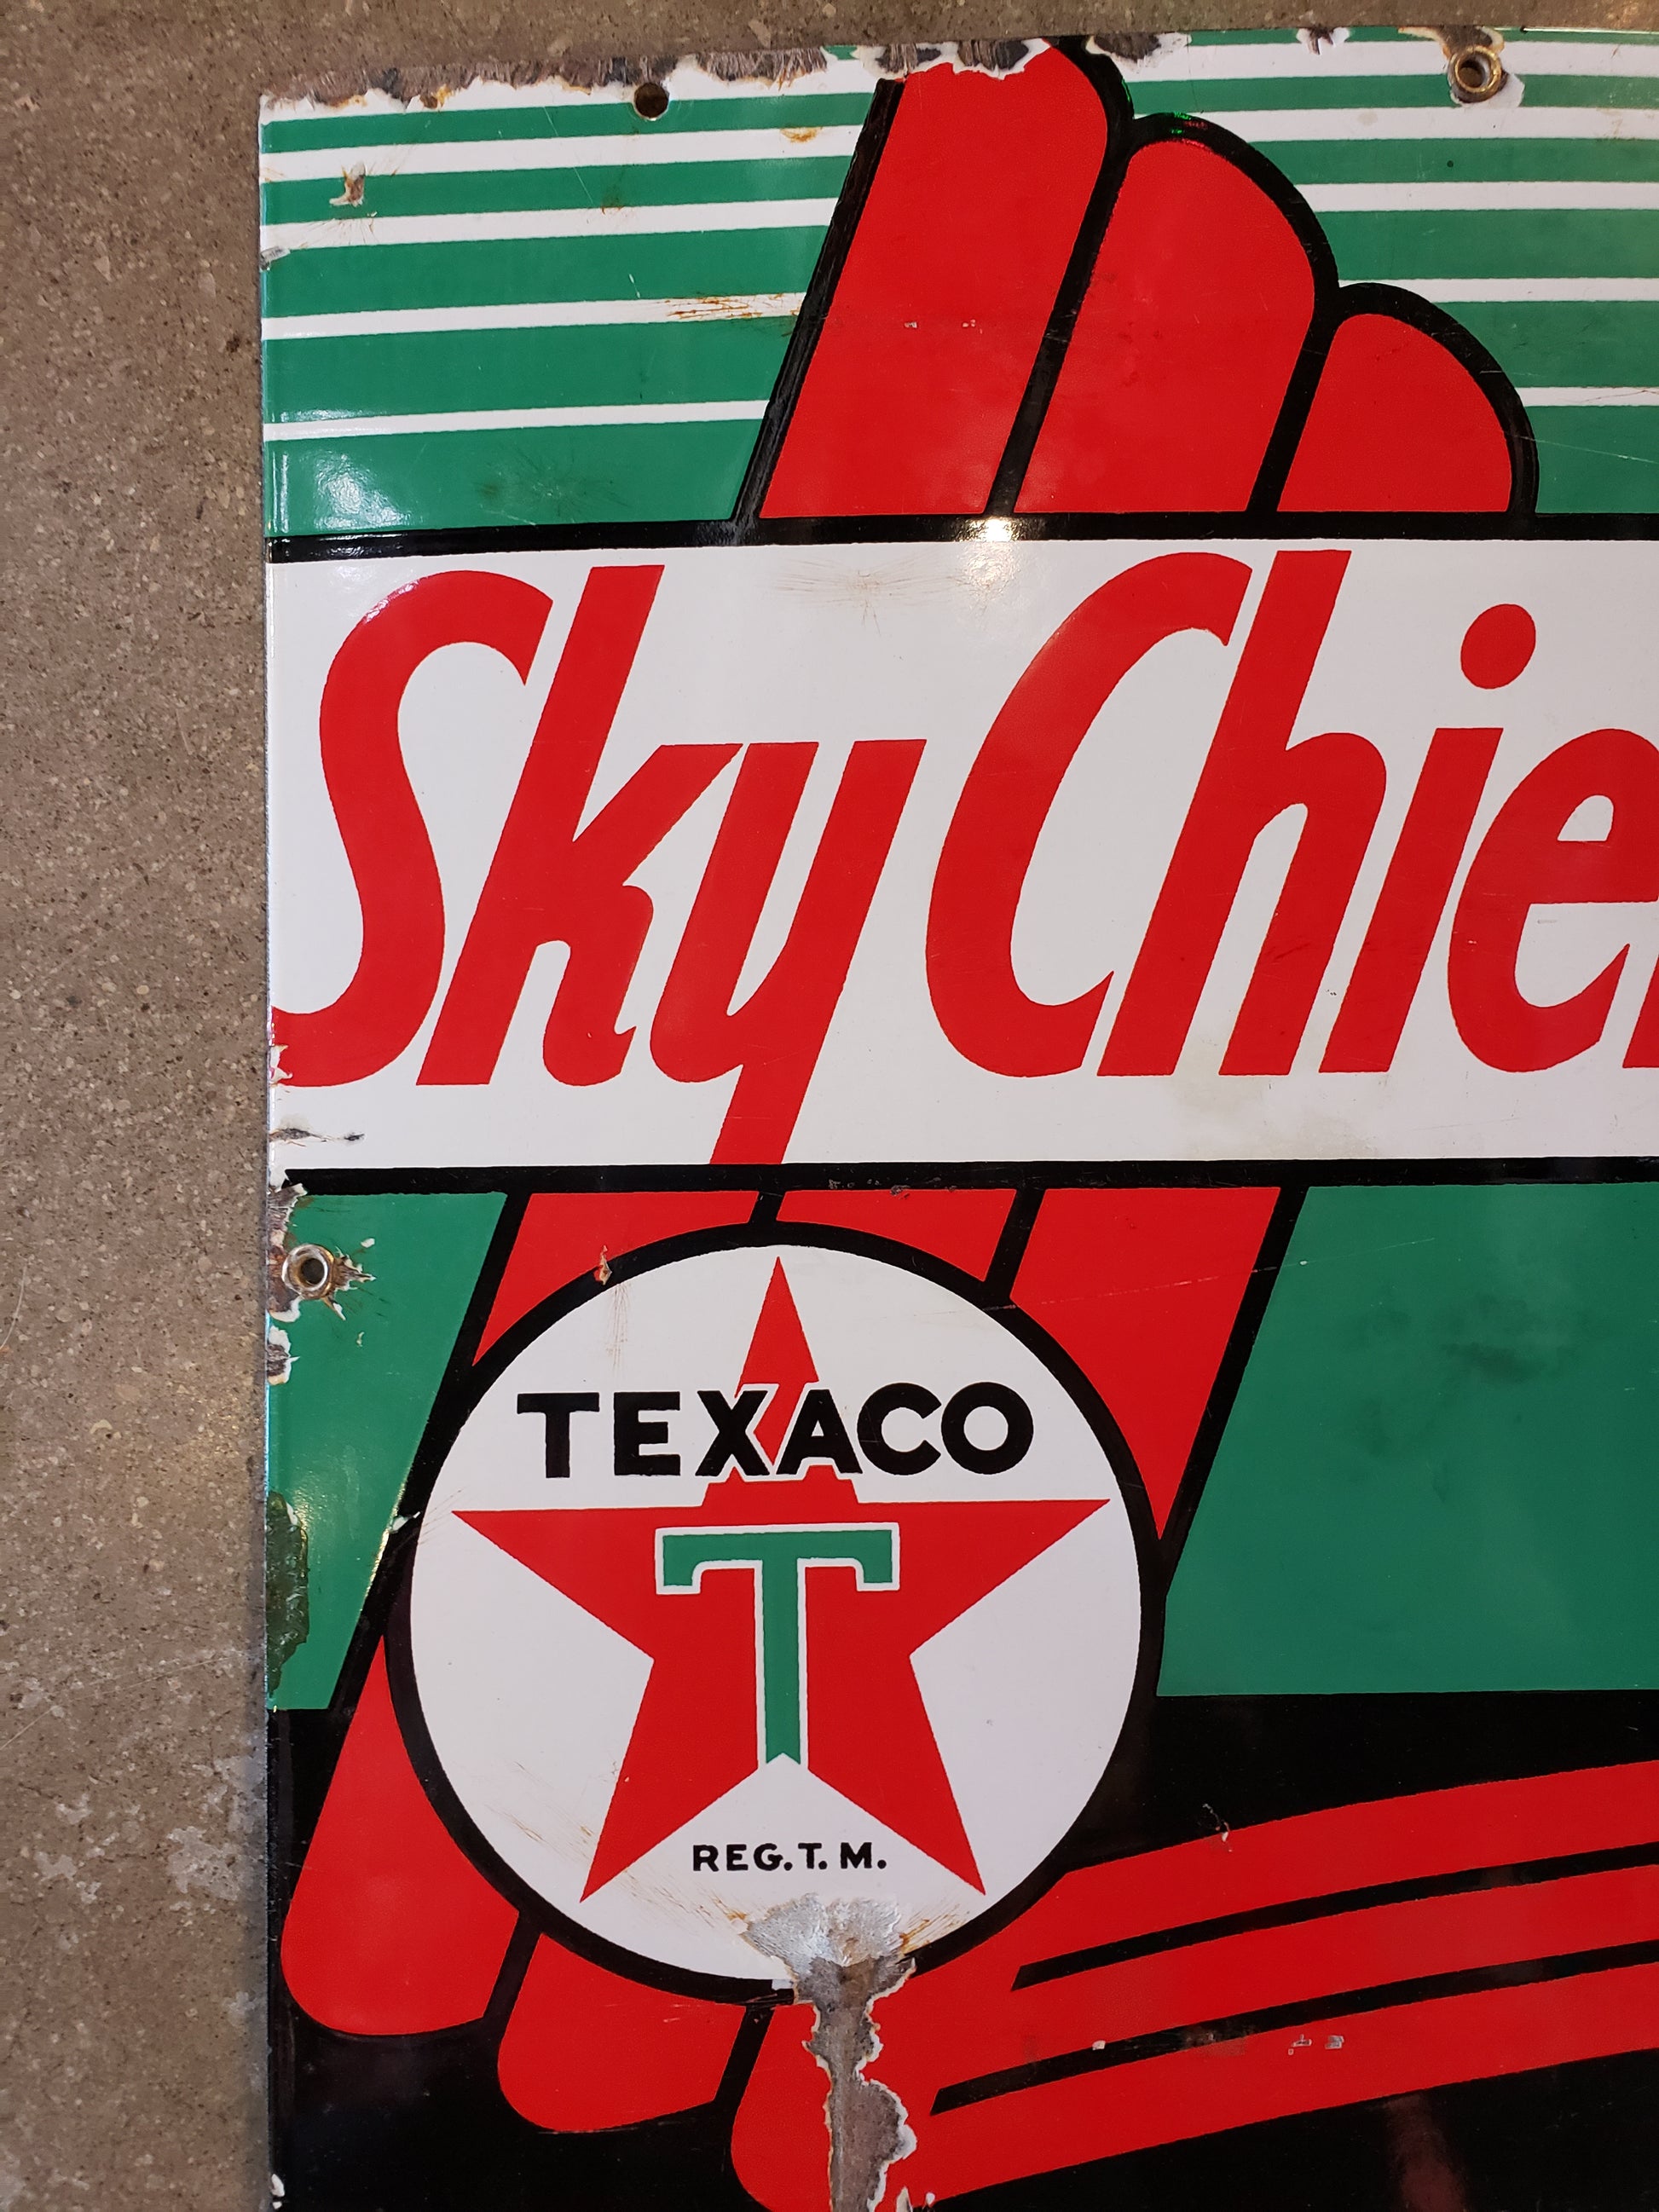 Sky Chie
TEXACO
T
REG. T. M.